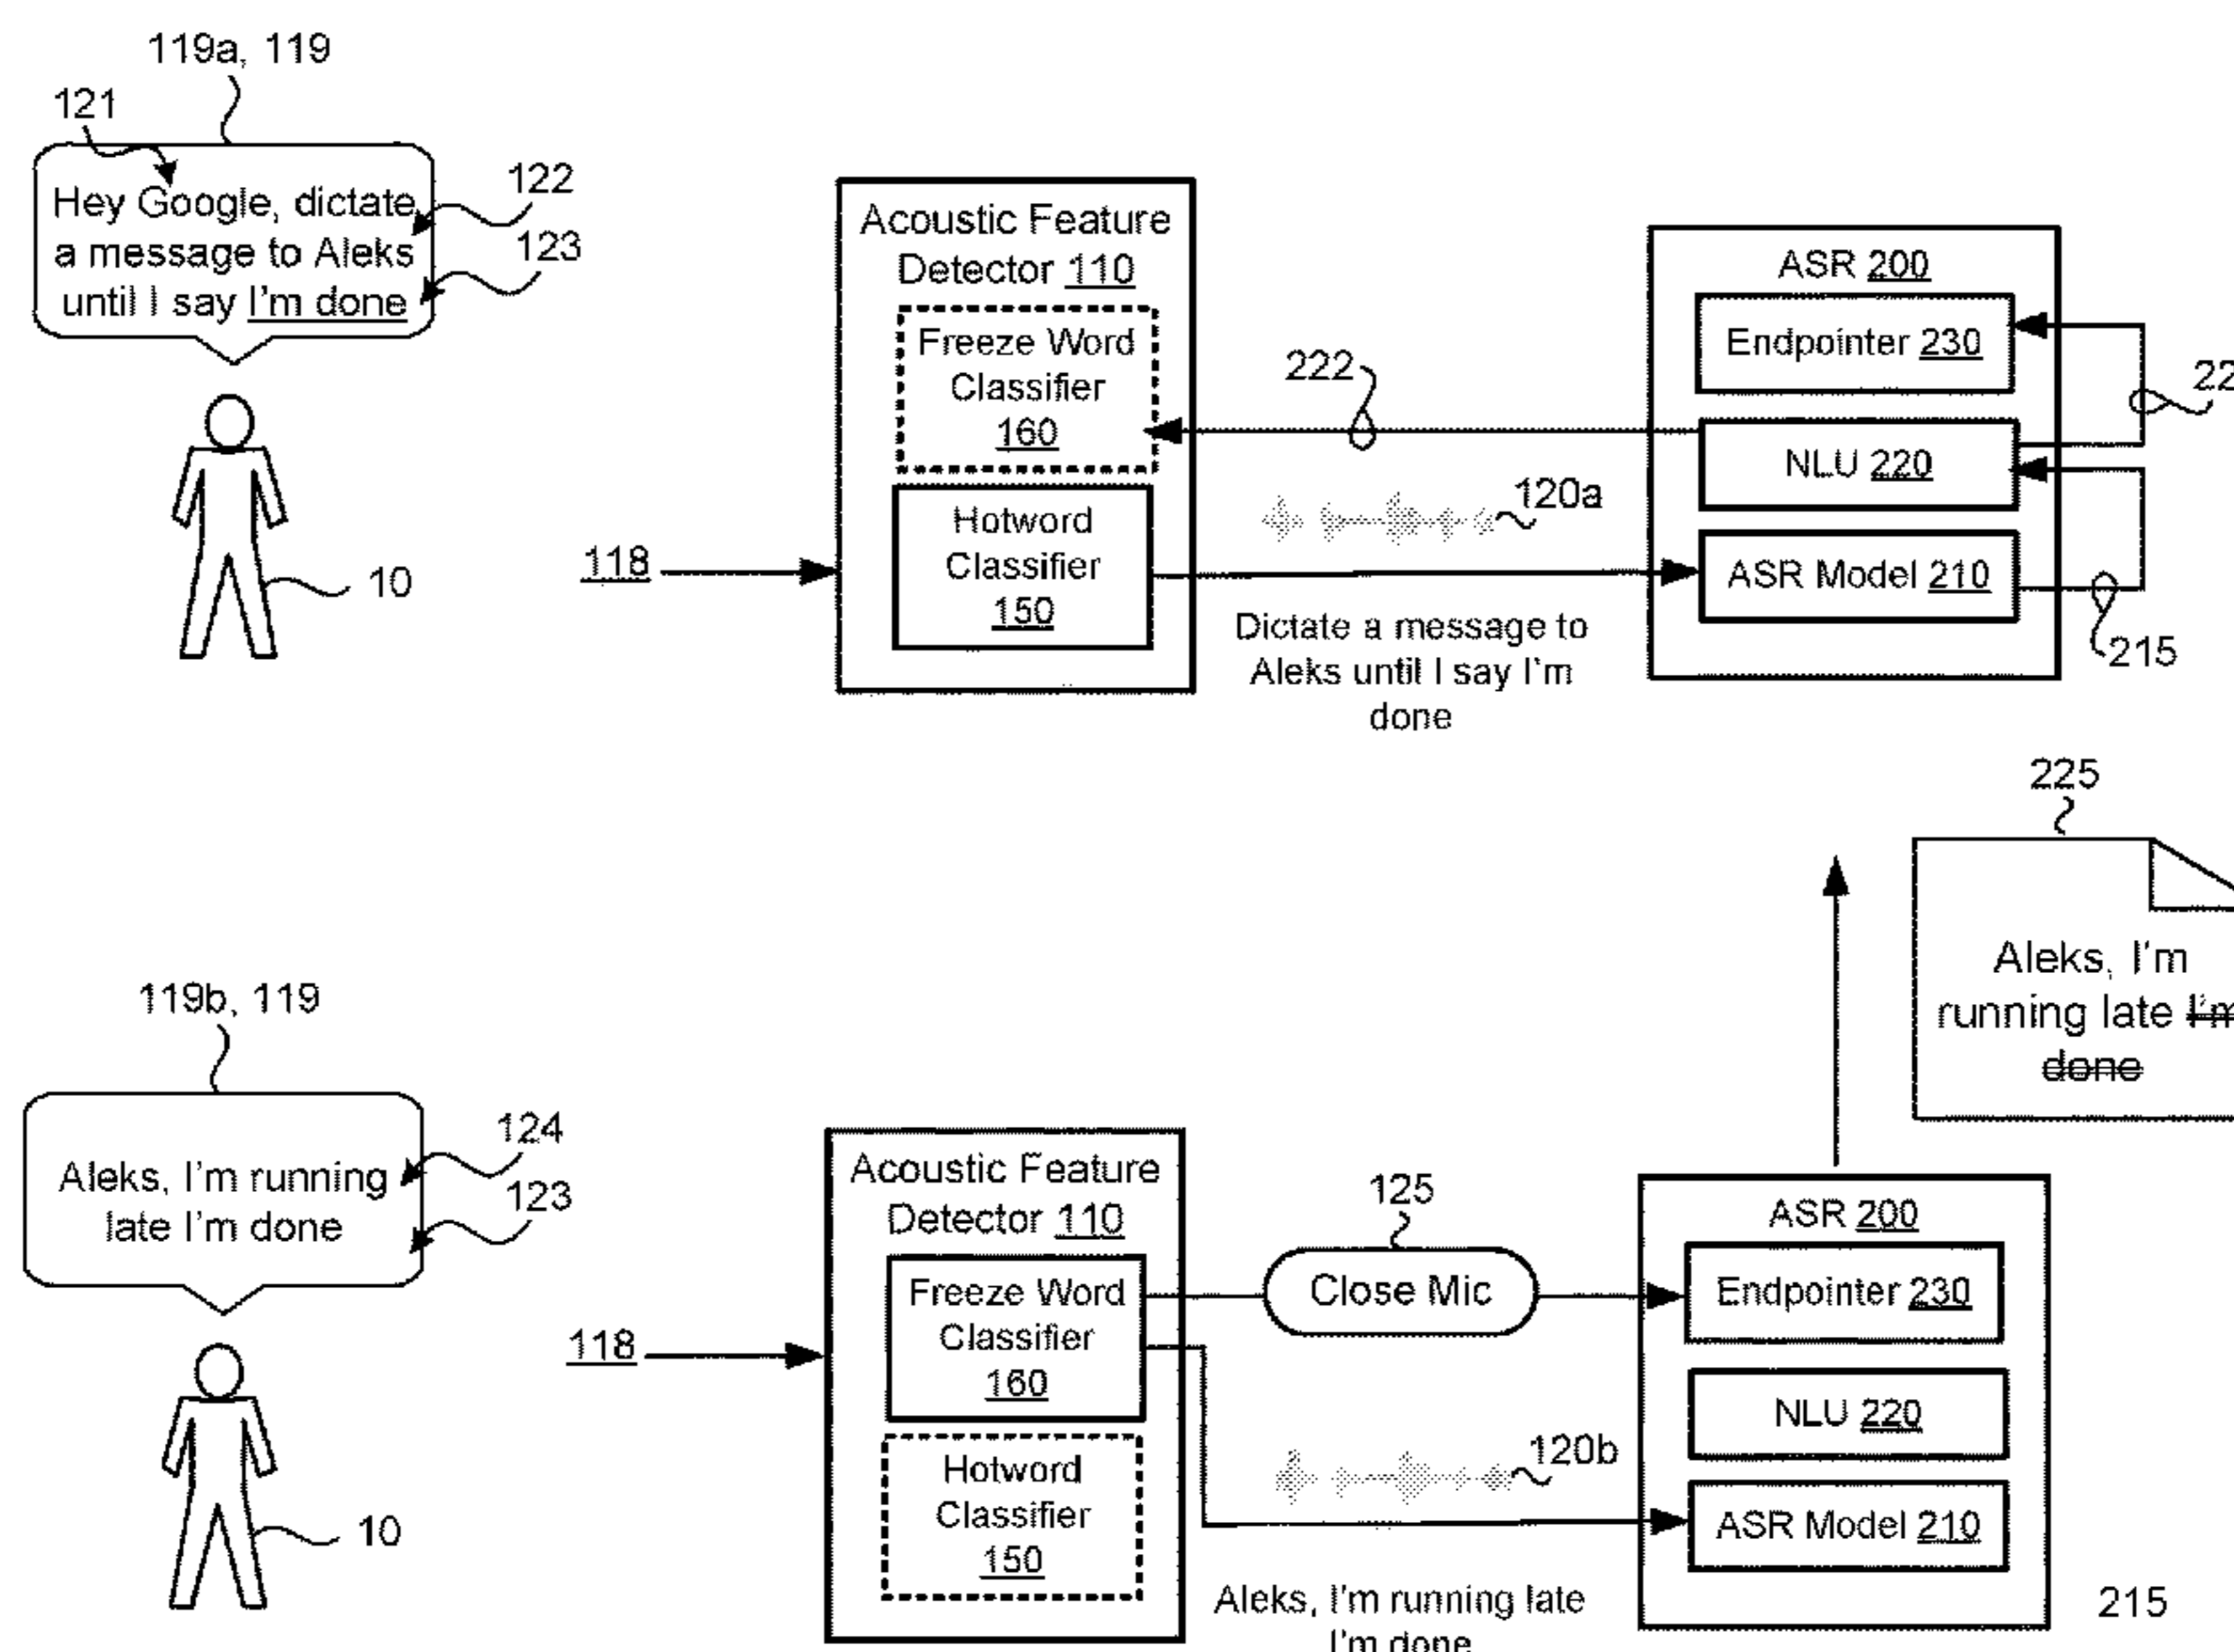 119a, 119
121
Hey Google, dictate
a message to Aleks
until I say I'm done
122
123
10
118
Acoustic Feature
Detector 110
Freeze Word
Classifier
160
Hotword
Classifier
150
222
120a
Dictate a message to
Aleks until I say I'm
done
ASR 200
Endpointer 230
NLU 220
ASR Model 210
22
215
225
Aleks, I'm
running late I'm
done
119b, 119
Aleks, I'm running
late I'm done
124
123
10
118
Acoustic Feature
Detector 110
Freeze Word
Classifier
160
Hotword
Classifier
150
125
Close Mic
120b
Aleks, I'm running late
I'm done
ASR 200
Endpointer 230
NLU 220
ASR Model 210
215